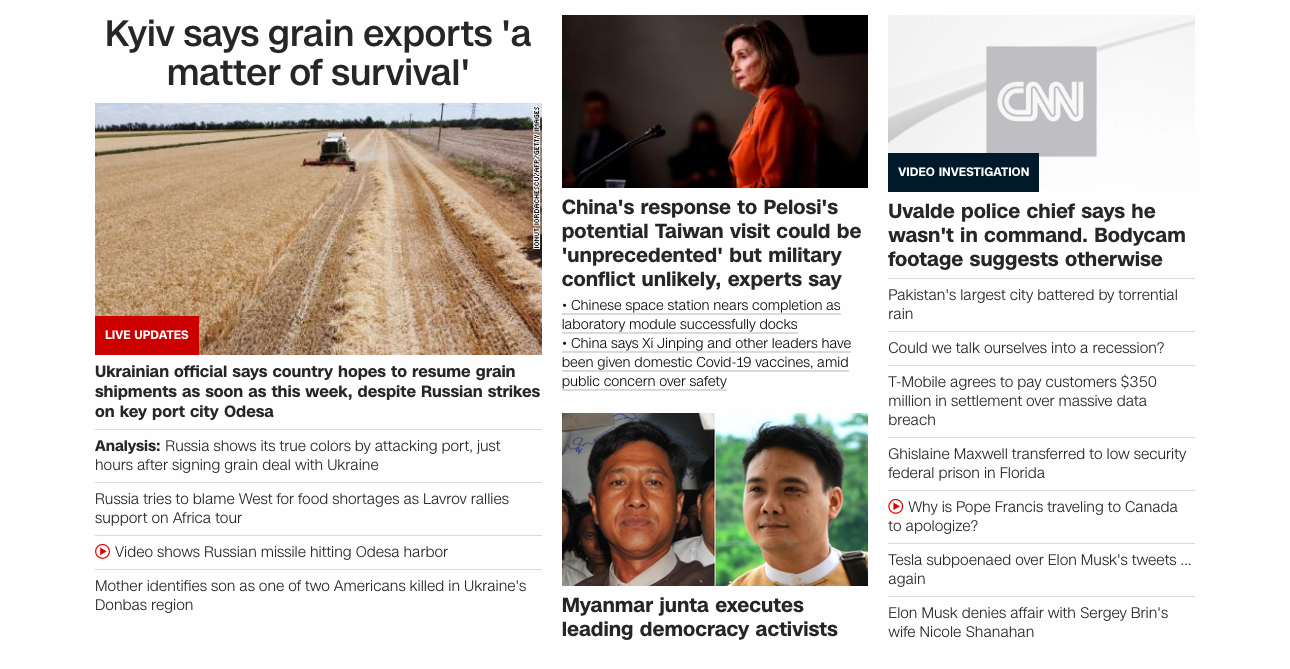 Kyiv says grain exports 'a
matter of survival'
IONUT IORDACHESCU/AFP/GETTY IMAGES
LIVE UPDATES
Ukrainian official says country hopes to resume grain
shipments as soon as this week, despite Russian strikes
on key port city Odesa
Analysis: Russia shows its true colors by attacking port, just
hours after signing grain deal with Ukraine
Russia tries to blame West for food shortages as Lavrov rallies
support on Africa tour
Video shows Russian missile hitting Odesa harbor
Mother identifies son as one of two Americans killed in Ukraine's
Donbas region
China's response to Pelosi's
potential Taiwan visit could be
'unprecedented' but military
conflict unlikely, experts say
• Chinese space station nears completion as
laboratory module successfully docks
• China says Xi Jinping and other leaders have
been given domestic Covid-19 vaccines, amid
public concern over safety
Myanmar junta executes
leading democracy activists
CNN
VIDEO INVESTIGATION
Uvalde police chief says he
wasn't in command. Bodycam
footage suggests otherwise
Pakistan's largest city battered by torrential
rain
Could we talk ourselves into a recession?
T-Mobile agrees to pay customers $350
million in settlement over massive data
breach
Ghislaine Maxwell transferred to low security
federal prison in Florida
Why is Pope Francis traveling to Canada
to apologize?
Tesla subpoenaed over Elon Musk's tweets ...
again
Elon Musk denies affair with Sergey Brin's
wife Nicole Shanahan